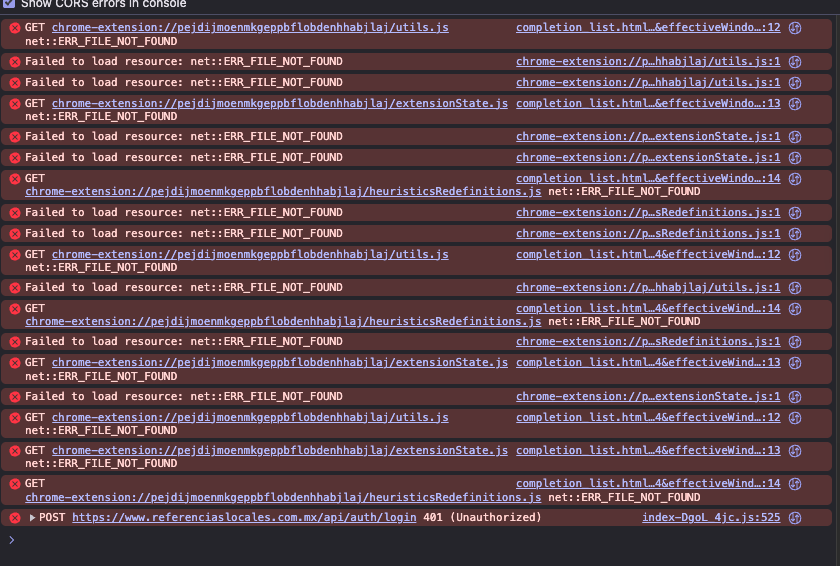 Show CORS errors in console
GET chrome-extension://pejdijmoenmkgeppbflobdenhhabjlaj/utils.js completion_list.html…&effectiveWindo…:12
net::ERR_FILE_NOT_FOUND
Failed to load resource: net::ERR_FILE_NOT_FOUND chrome-extension://p…hhabjlaj/utils.js:1
Failed to load resource: net::ERR_FILE_NOT_FOUND chrome-extension://p…hhabjlaj/utils.js:1
GET chrome-extension://pejdijmoenmkgeppbflobdenhhabjlaj/extensionState.js completion_list.html…&effectiveWindo…:13
net::ERR_FILE_NOT_FOUND
Failed to load resource: net::ERR_FILE_NOT_FOUND chrome-extension://p…extensionState.js:1
Failed to load resource: net::ERR_FILE_NOT_FOUND chrome-extension://p…extensionState.js:1
GET completion_list.html…&effectiveWindo…:14
chrome-extension://pejdijmoenmkgeppbflobdenhhabjlaj/heuristicsRedefinitions.js net::ERR_FILE_NOT_FOUND
Failed to load resource: net::ERR_FILE_NOT_FOUND chrome-extension://p…sRedefinitions.js:1
Failed to load resource: net::ERR_FILE_NOT_FOUND chrome-extension://p…sRedefinitions.js:1
GET chrome-extension://pejdijmoenmkgeppbflobdenhhabjlaj/utils.js completion_list.html…4&effectiveWind…:12
net::ERR_FILE_NOT_FOUND
Failed to load resource: net::ERR_FILE_NOT_FOUND chrome-extension://p…hhabjlaj/utils.js:1
GET completion_list.html…4&effectiveWind…:14
chrome-extension://pejdijmoenmkgeppbflobdenhhabjlaj/heuristicsRedefinitions.js net::ERR_FILE_NOT_FOUND
Failed to load resource: net::ERR_FILE_NOT_FOUND chrome-extension://p…sRedefinitions.js:1
GET chrome-extension://pejdijmoenmkgeppbflobdenhhabjlaj/extensionState.js completion_list.html…4&effectiveWind…:13
net::ERR_FILE_NOT_FOUND
Failed to load resource: net::ERR_FILE_NOT_FOUND chrome-extension://p…extensionState.js:1
GET chrome-extension://pejdijmoenmkgeppbflobdenhhabjlaj/utils.js completion_list.html…4&effectiveWind…:12
net::ERR_FILE_NOT_FOUND
GET chrome-extension://pejdijmoenmkgeppbflobdenhhabjlaj/extensionState.js completion_list.html…4&effectiveWind…:13
net::ERR_FILE_NOT_FOUND
GET completion_list.html…4&effectiveWind…:14
chrome-extension://pejdijmoenmkgeppbflobdenhhabjlaj/heuristicsRedefinitions.js net::ERR_FILE_NOT_FOUND
POST https://www.referenciaslocales.com.mx/api/auth/login 401 (Unauthorized) index-DgoL_4jc.js:525